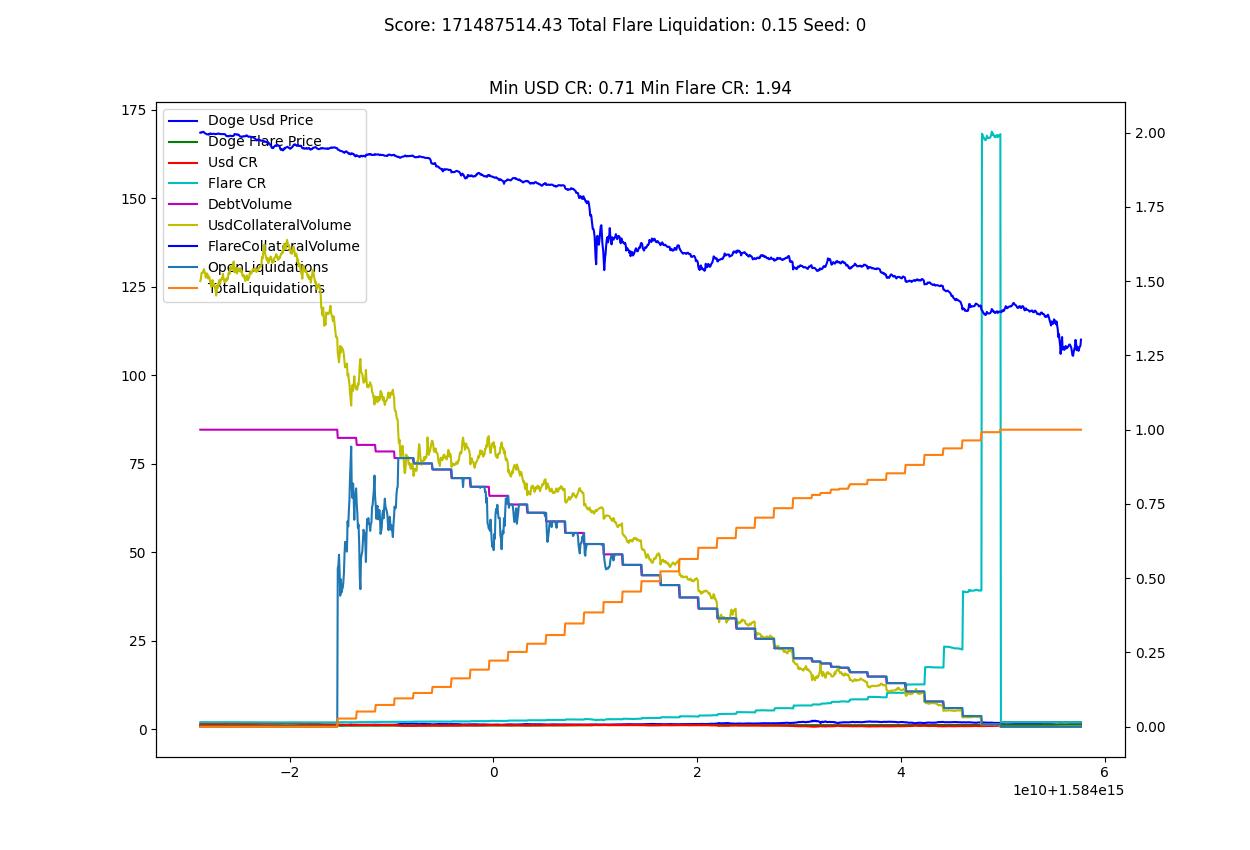 Score: 171487514.43 Total Flare Liquidation: 0.15 Seed: 0
Min USD CR: 0.71 Min Flare CR: 1.94
Doge Usd Price
Doge Flare Price
Usd CR
Flare CR
DebtVolume
UsdCollateralVolume
FlareCollateralVolume
OpenLiquidations
TotalLiquidations
175
150
125
100
75
50
25
0
2.00
1.75
1.50
1.25
1.00
0.75
0.50
0.25
0.00
−2 0 2 4 6
1e10+1.584e15